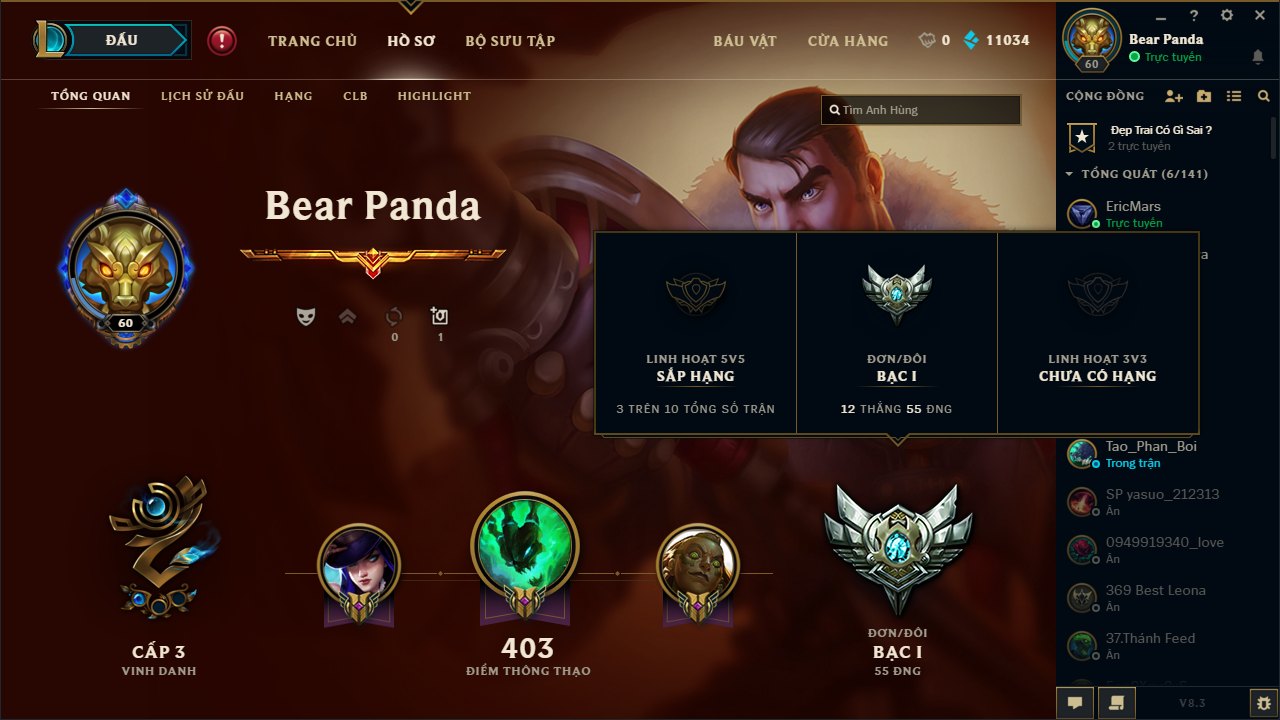 ĐẤU
TRANG CHỦ
HỒ SƠ
BỘ SƯU TẬP
BÁU VẬT
CỬA HÀNG
0
11034
Bear Panda
Trực tuyến
60
TỔNG QUAN
LỊCH SỬ ĐẤU
HẠNG
CLB
HIGHLIGHT
Tìm Anh Hùng
CỘNG ĐỒNG
Đẹp Trai Có Gì Sai ?
2 trực tuyến
TỔNG QUÁT (6/141)
EricMars
Trực tuyến
a
Bear Panda
60
0
1
LINH HOẠT 5V5
SẮP HẠNG
3 TRÊN 10 TỔNG SỐ TRẬN
ĐƠN/ĐÔI
BẠC I
12 THẮNG 55 ĐNG
LINH HOẠT 3V3
CHƯA CÓ HẠNG
Tao_Phan_Boi
Trong trận
SP yasuo_212313
Ẩn
0949919340_love
Ẩn
369 Best Leona
Ẩn
37.Thánh Feed
Ẩn
CẤP 3
VINH DANH
403
ĐIỂM THÔNG THẠO
ĐƠN/ĐÔI
BẠC I
55 ĐNG
V8.3